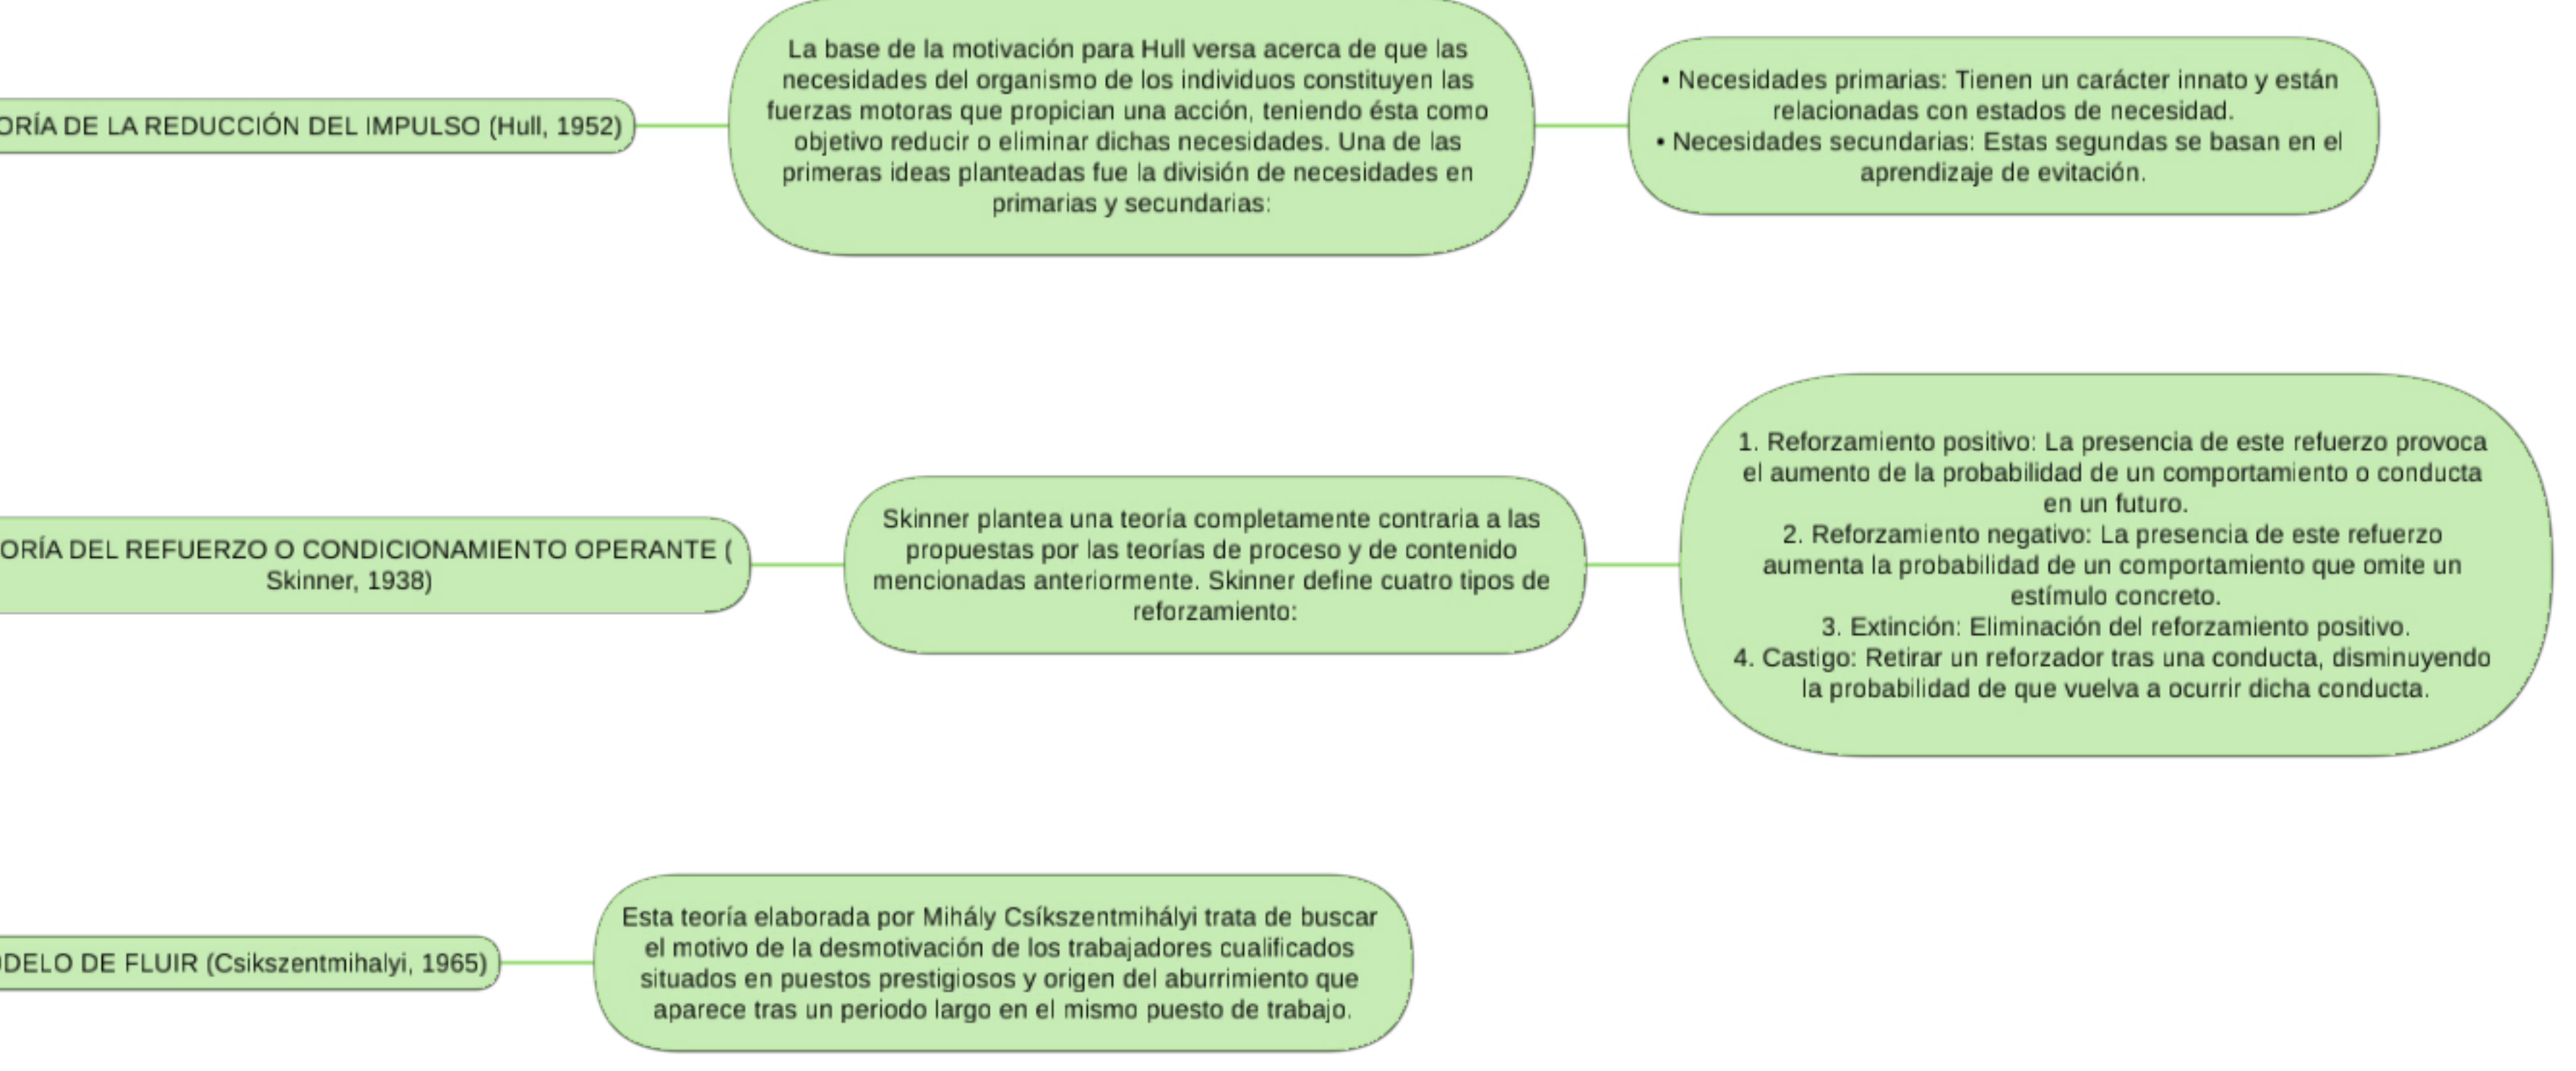 ORÍA DE LA REDUCCIÓN DEL IMPULSO (Hull, 1952)
La base de la motivación para Hull versa acerca de que las
necesidades del organismo de los individuos constituyen las
fuerzas motoras que propician una acción, teniendo ésta como
objetivo reducir o eliminar dichas necesidades. Una de las
primeras ideas planteadas fue la división de necesidades en
primarias y secundarias:
• Necesidades primarias: Tienen un carácter innato y están
relacionadas con estados de necesidad.
• Necesidades secundarias: Estas segundas se basan en el
aprendizaje de evitación.
ORÍA DEL REFUERZO O CONDICIONAMIENTO OPERANTE (
Skinner, 1938)
Skinner plantea una teoría completamente contraria a las
propuestas por las teorías de proceso y de contenido
mencionadas anteriormente. Skinner define cuatro tipos de
reforzamiento:
1. Reforzamiento positivo: La presencia de este refuerzo provoca
el aumento de la probabilidad de un comportamiento o conducta
en un futuro.
2. Reforzamiento negativo: La presencia de este refuerzo
aumenta la probabilidad de un comportamiento que omite un
estímulo concreto.
3. Extinción: Eliminación del reforzamiento positivo.
4. Castigo: Retirar un reforzador tras una conducta, disminuyendo
la probabilidad de que vuelva a ocurrir dicha conducta.
DELO DE FLUIR (Csikszentmihalyi, 1965)
Esta teoría elaborada por Mihály Csíkszentmihályi trata de buscar
el motivo de la desmotivación de los trabajadores cualificados
situados en puestos prestigiosos y origen del aburrimiento que
aparece tras un periodo largo en el mismo puesto de trabajo.